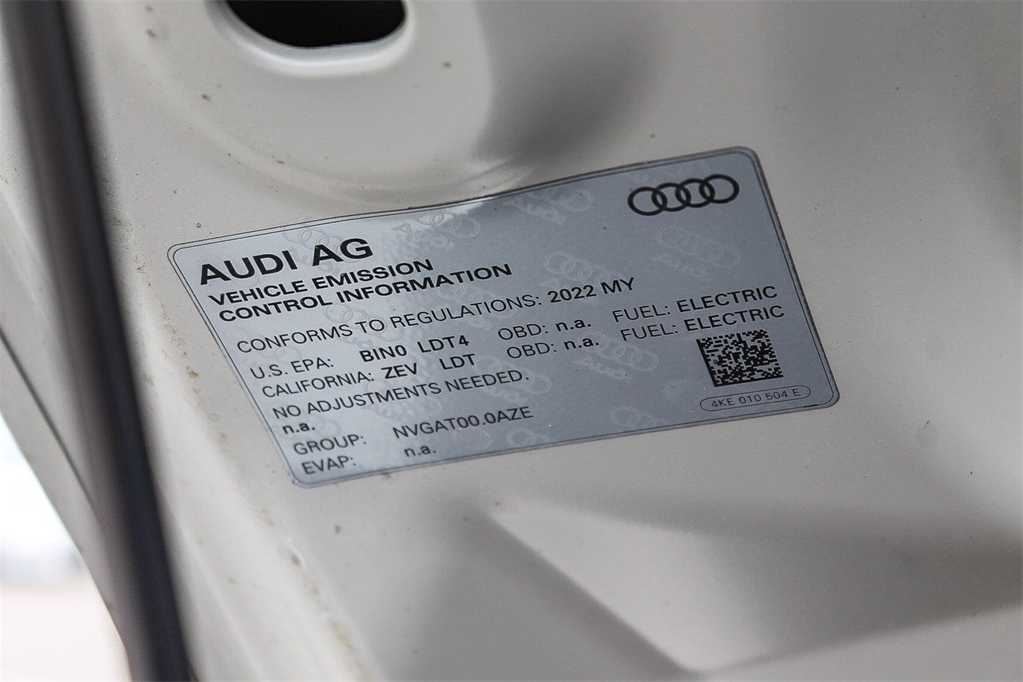 AUDI AG
VEHICLE EMISSION
CONTROL INFORMATION
CONFORMS TO REGULATIONS: 2022 MY
U.S. EPA: BIN0 LDT4 OBD: n.a. FUEL: ELECTRIC
CALIFORNIA: ZEV LDT OBD: n.a. FUEL: ELECTRIC
NO ADJUSTMENTS NEEDED.
n.a.
GROUP: NVGAT00.0AZE
EVAP: n.a.
4KE 010 504 E